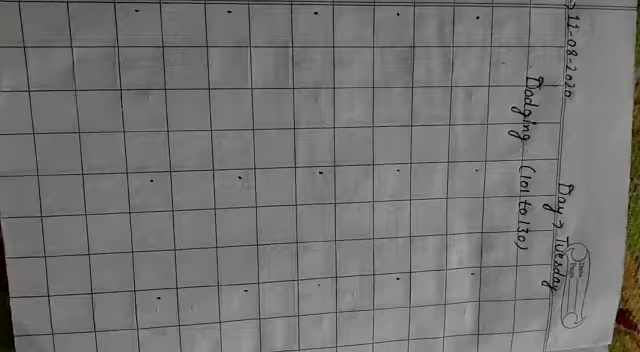 ⇒ 11-08-2020 Day → Tuesday
Dodging (101 to 130)